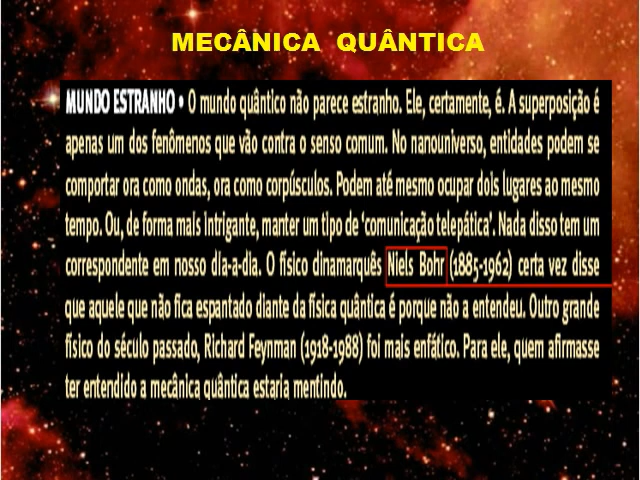 MECÂNICA QUÂNTICA
MUNDO ESTRANHO • O mundo quântico não parece estranho. Ele, certamente, é. A superposição é
apenas um dos fenômenos que vão contra o senso comum. No nanouniverso, entidades podem se
comportar ora como ondas, ora como corpúsculos. Podem até mesmo ocupar dois lugares ao mesmo
tempo. Ou, de forma mais intrigante, manter um tipo de ‘comunicação telepática’. Nada disso tem um
correspondente em nosso dia-a-dia. O físico dinamarquês Niels Bohr (1885-1962) certa vez disse
que aquele que não fica espantado diante da física quântica é porque não a entendeu. Outro grande
físico do século passado, Richard Feynman (1918-1988) foi mais enfático. Para ele, quem afirmasse
ter entendido a mecânica quântica estaria mentindo.